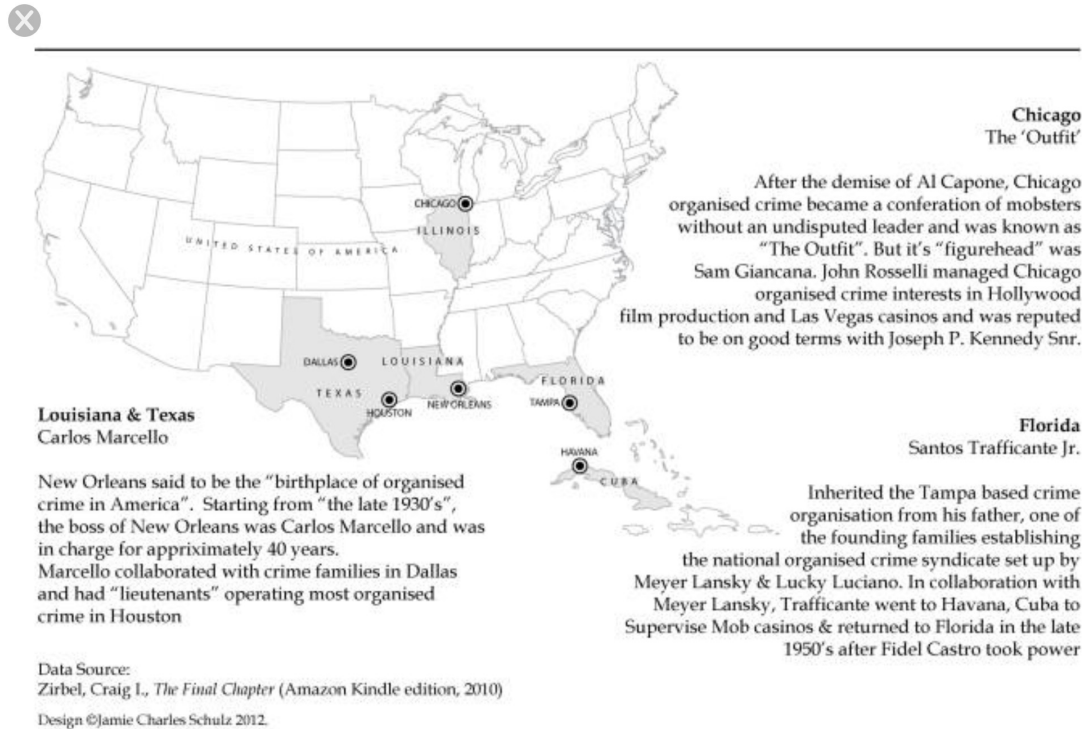 Chicago
The 'Outfit'
After the demise of Al Capone, Chicago
organised crime became a conferation of mobsters
without an undisputed leader and was known as
"The Outfit". But it's "figurehead" was
Sam Giancana. John Rosselli managed Chicago
organised crime interests in Hollywood
film production and Las Vegas casinos and was reputed
to be on good terms with Joseph P. Kennedy Snr.
CHICAGO
ILLINOIS
UNITED STATES OF AMERICA
DALLAS
LOUISIANA
TEXAS
HOUSTON
NEW ORLEANS
FLORIDA
TAMPA
HAVANA
CUBA
Louisiana & Texas
Carlos Marcello
New Orleans said to be the "birthplace of organised
crime in America". Starting from "the late 1930's",
the boss of New Orleans was Carlos Marcello and was
in charge for appriximately 40 years.
Marcello collaborated with crime families in Dallas
and had "lieutenants" operating most organised
crime in Houston
Florida
Santos Trafficante Jr.
Inherited the Tampa based crime
organisation from his father, one of
the founding families establishing
the national organised crime syndicate set up by
Meyer Lansky & Lucky Luciano. In collaboration with
Meyer Lansky, Trafficante went to Havana, Cuba to
Supervise Mob casinos & returned to Florida in the late
1950's after Fidel Castro took power
Data Source:
Zirbel, Craig I., The Final Chapter (Amazon Kindle edition, 2010)
Design ©Jamie Charles Schulz 2012.